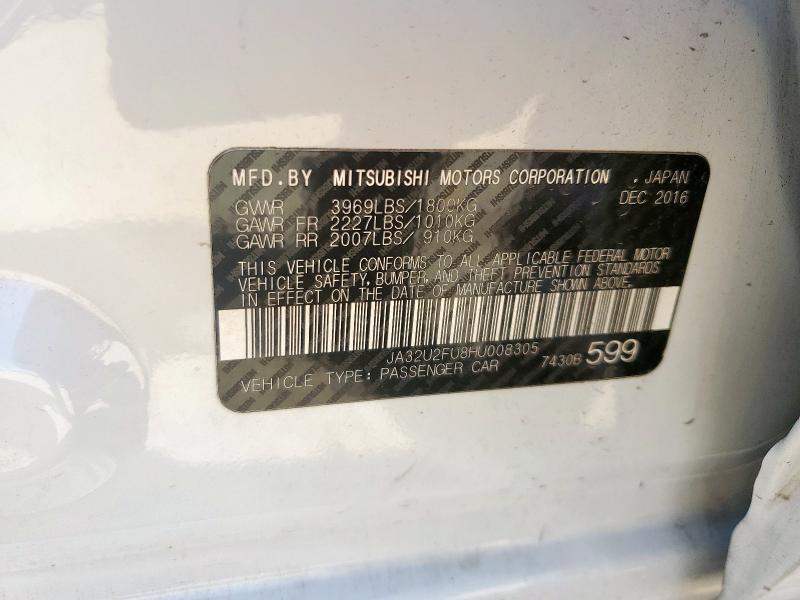 MFD.BY MITSUBISHI MOTORS CORPORATION . JAPAN
DEC 2016
GVWR 3969LBS/1800KG
GAWR FR 2227LBS/1010KG
GAWR RR 2007LBS/ 910KG
THIS VEHICLE CONFORMS TO ALL APPLICABLE FEDERAL MOTOR
VEHICLE SAFETY, BUMPER, AND THEFT PREVENTION STANDARDS
IN EFFECT ON THE DATE OF MANUFACTURE SHOWN ABOVE.
JA32U2FU8HU008305
7430B 599
VEHICLE TYPE: PASSENGER CAR